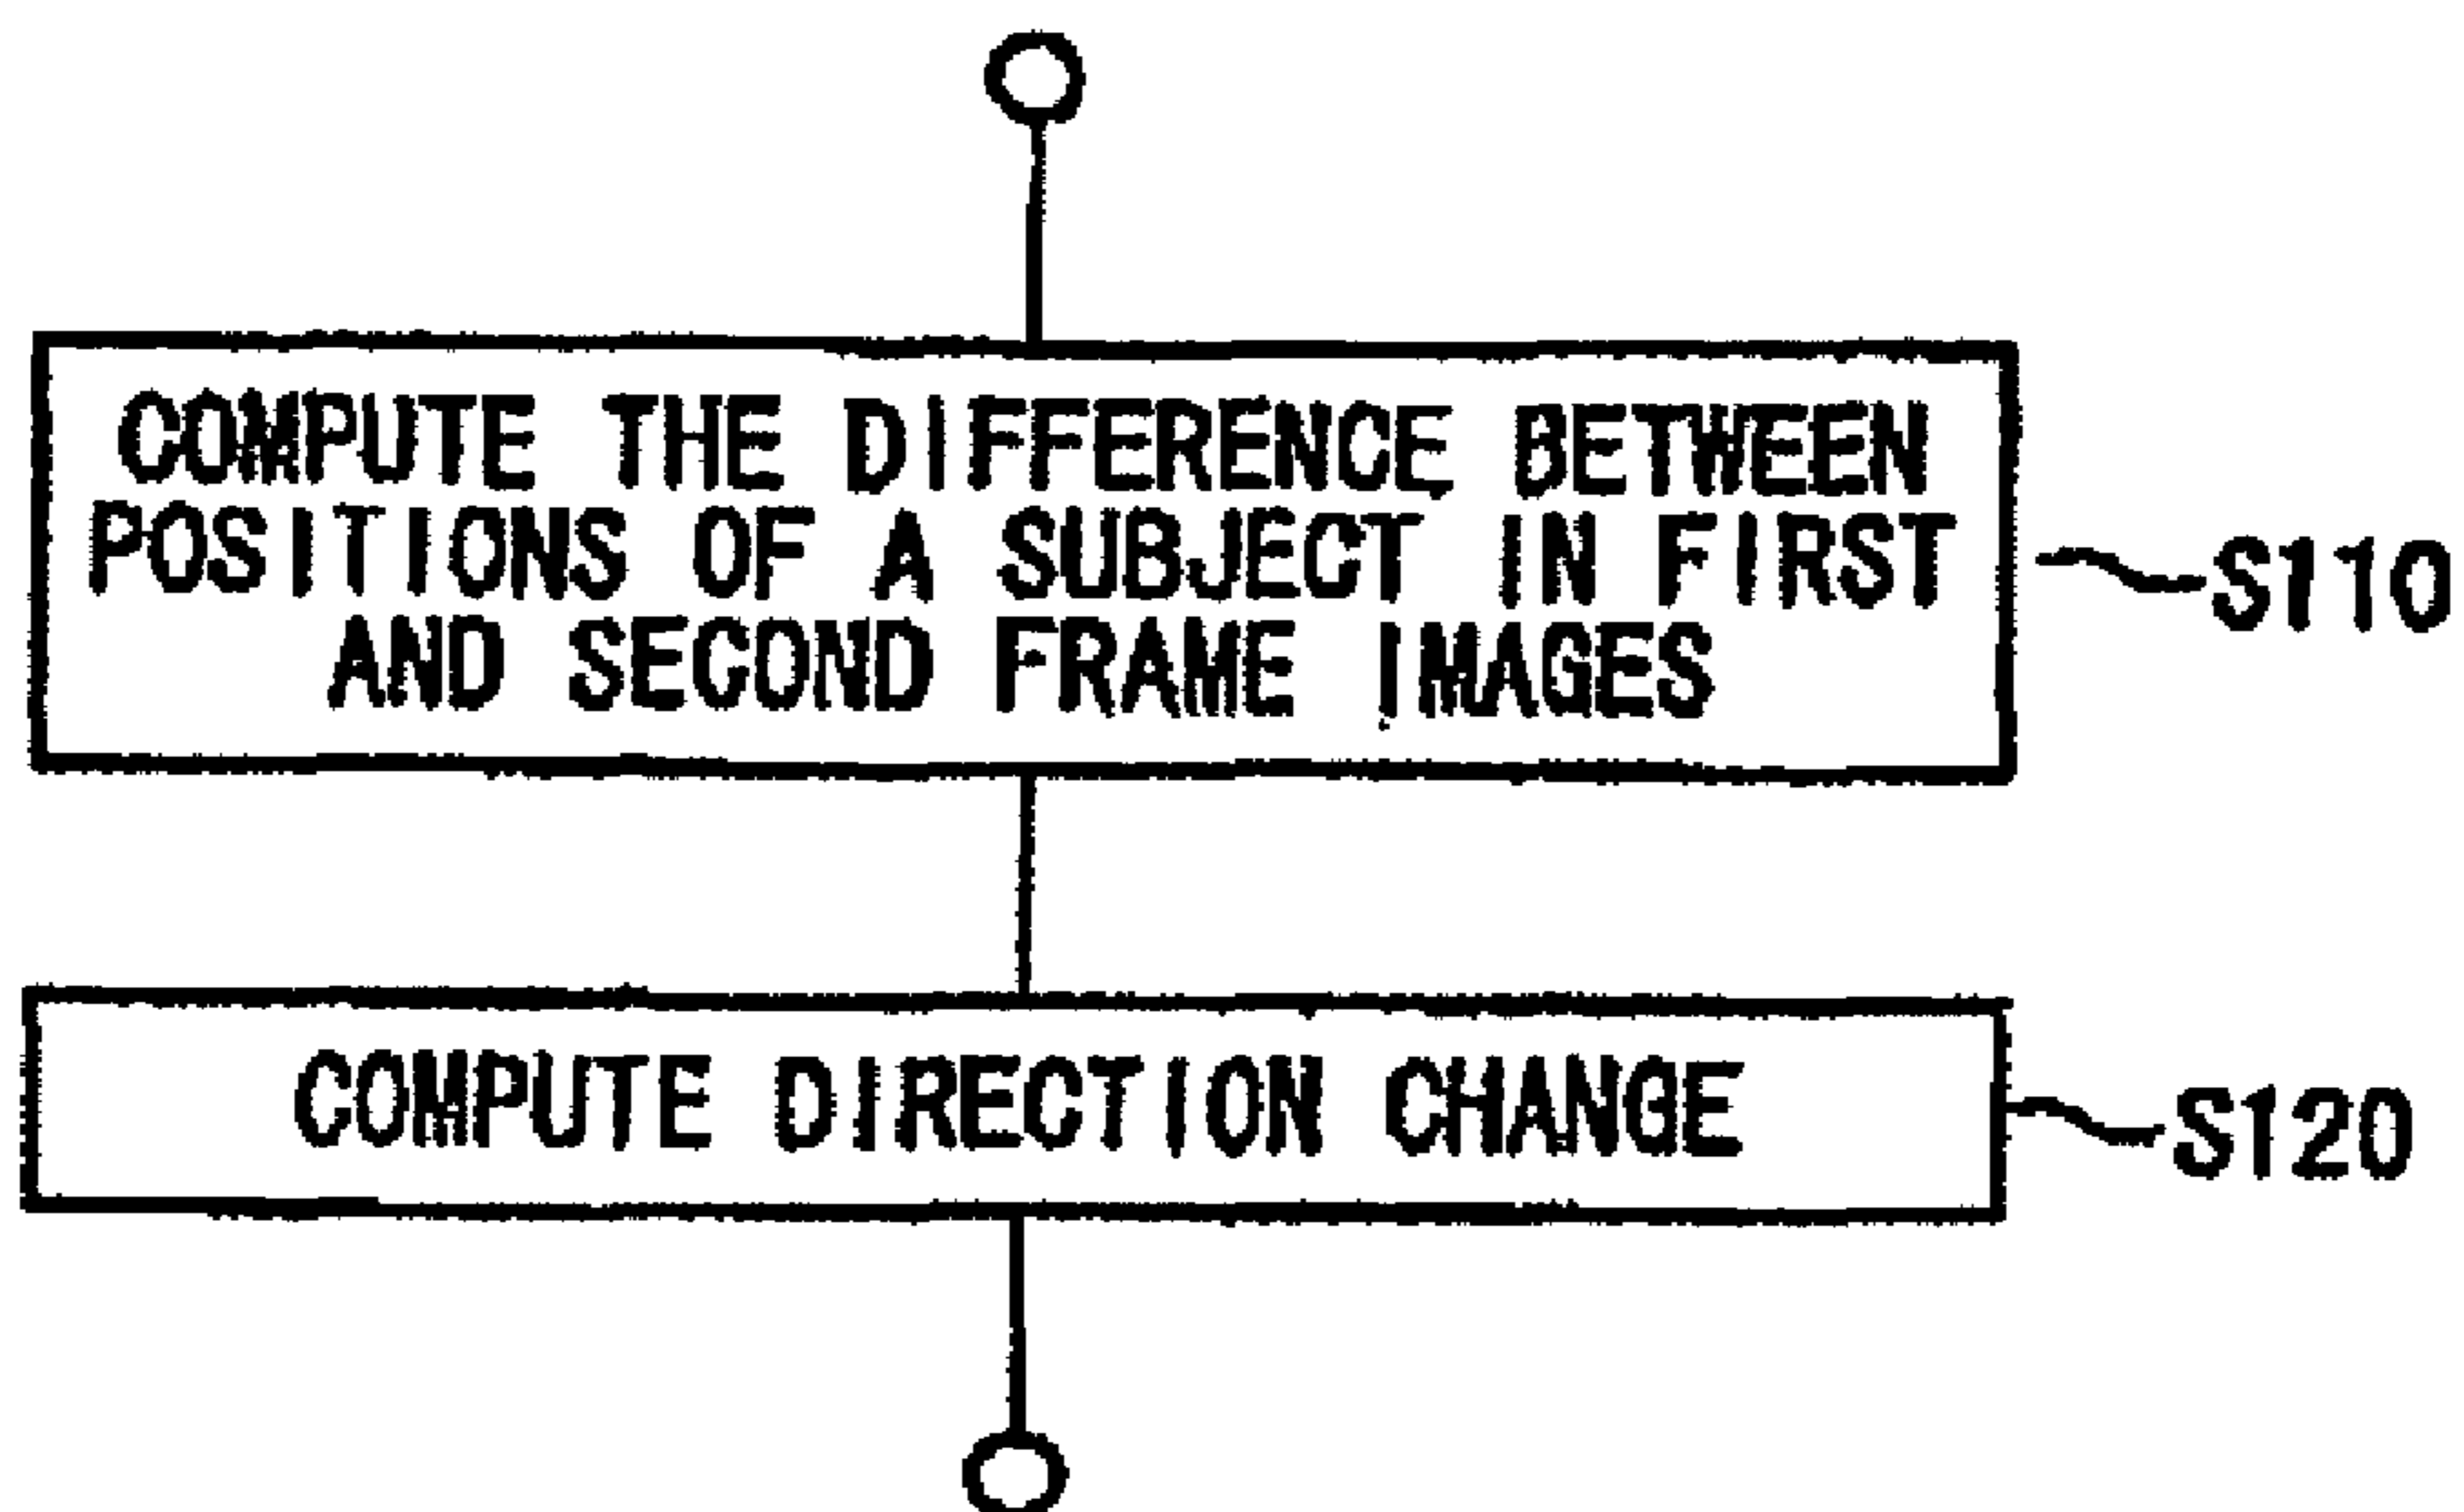 COMPUTE THE DIFFERENCE BETWEEN
POSITIONS OF A SUBJECT IN FIRST
AND SECOND FRAME IMAGES
S110
COMPUTE DIRECTION CHANGE
S120